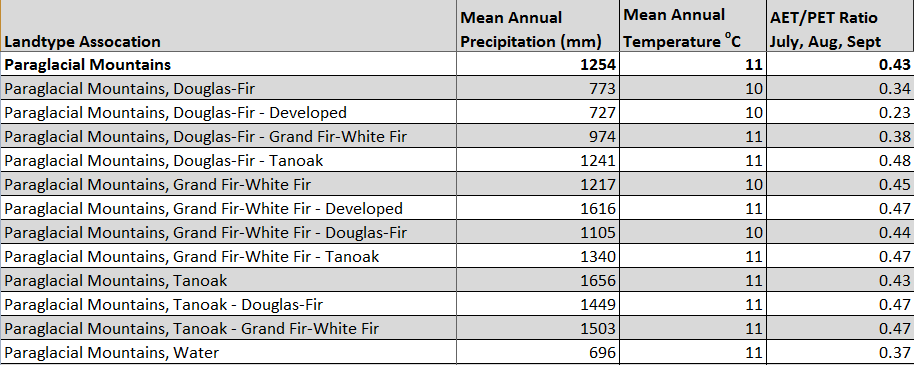 Landtype Assocation Mean Annual Precipitation (mm) Mean Annual Temperature ⁰C AET/PET Ratio July, Aug, Sept
Paraglacial Mountains 1254 11 0.43
Paraglacial Mountains, Douglas-Fir 773 10 0.34
Paraglacial Mountains, Douglas-Fir - Developed 727 10 0.23
Paraglacial Mountains, Douglas-Fir - Grand Fir-White Fir 974 11 0.38
Paraglacial Mountains, Douglas-Fir - Tanoak 1241 11 0.48
Paraglacial Mountains, Grand Fir-White Fir 1217 10 0.45
Paraglacial Mountains, Grand Fir-White Fir - Developed 1616 11 0.47
Paraglacial Mountains, Grand Fir-White Fir - Douglas-Fir 1105 10 0.44
Paraglacial Mountains, Grand Fir-White Fir - Tanoak 1340 11 0.47
Paraglacial Mountains, Tanoak 1656 11 0.43
Paraglacial Mountains, Tanoak - Douglas-Fir 1449 11 0.47
Paraglacial Mountains, Tanoak - Grand Fir-White Fir 1503 11 0.47
Paraglacial Mountains, Water 696 11 0.37